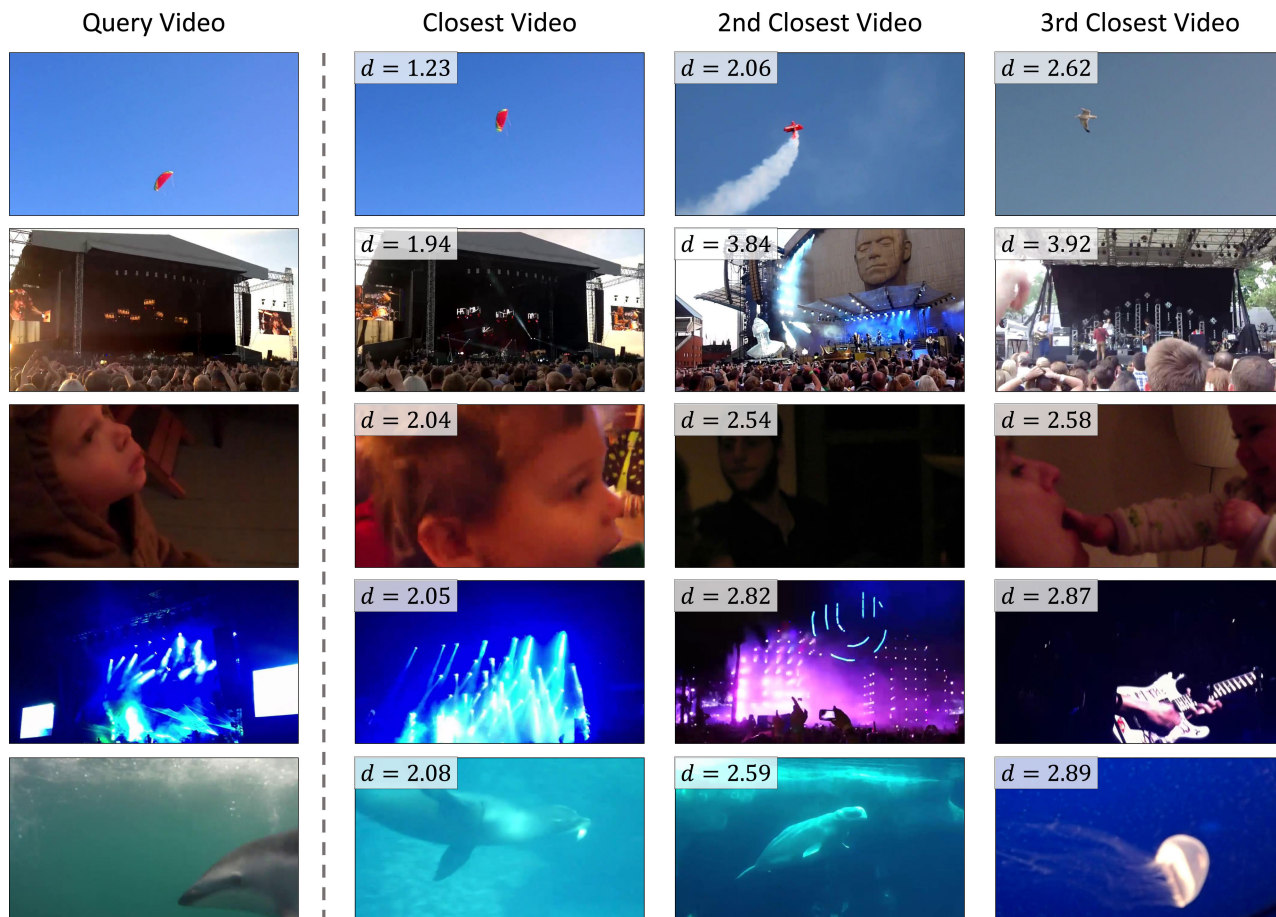 Query Video
Closest Video
2nd Closest Video
3rd Closest Video
d = 1.23
d = 2.06
d = 2.62
d = 1.94
d = 3.84
d = 3.92
d = 2.04
d = 2.54
d = 2.58
d = 2.05
d = 2.82
d = 2.87
d = 2.08
d = 2.59
d = 2.89